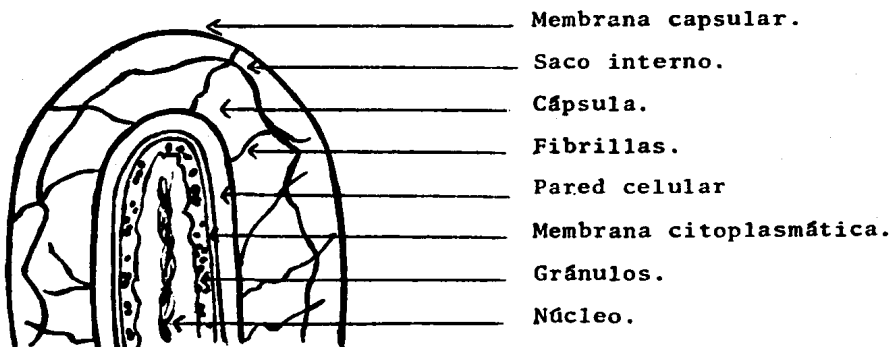 Membrana capsular.
Saco interno.
Cápsula.
Fibrillas.
Pared celular
Membrana citoplasmática.
Gránulos.
Núcleo.